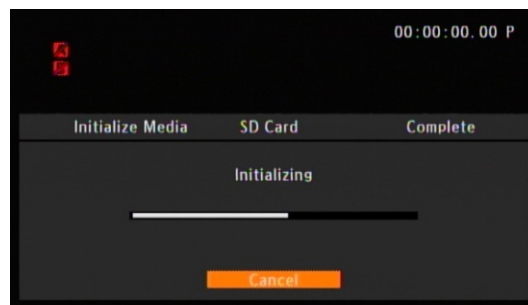 00:00:00.00 P
A
B
Initialize Media SD Card Complete
Initializing
Cancel